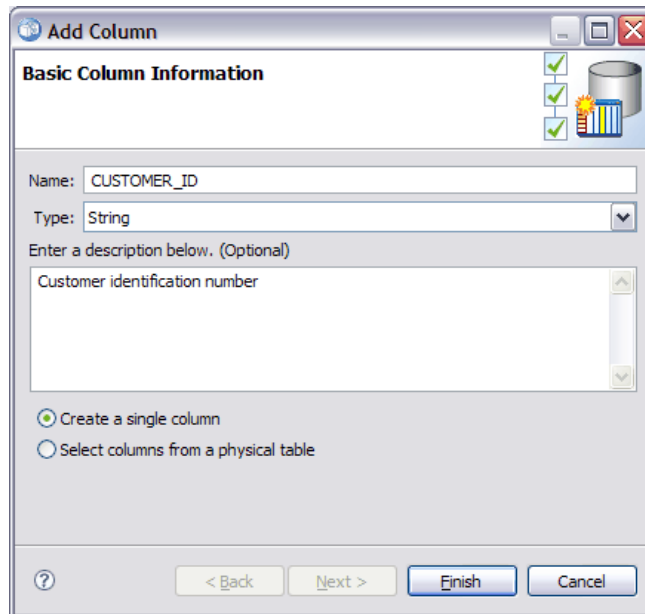 Add Column
Basic Column Information
Name: CUSTOMER_ID
Type: String
Enter a description below. (Optional)
Customer identification number
Create a single column
Select columns from a physical table
? < Back Next > Finish Cancel